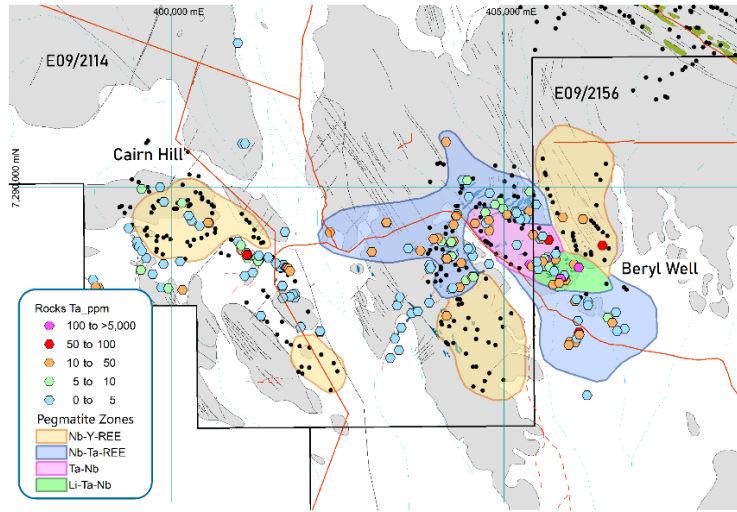 400,000 mE
405,000 mE
E09/2114
E09/2156
Cairn Hill
7,290,000 mN
Beryl Well
Rocks Ta_ppm
100 to >5,000
50 to 100
10 to 50
5 to 10
0 to 5
Pegmatite Zones
Nb-Y-REE
Nb-Ta-REE
Ta-Nb
Li-Ta-Nb